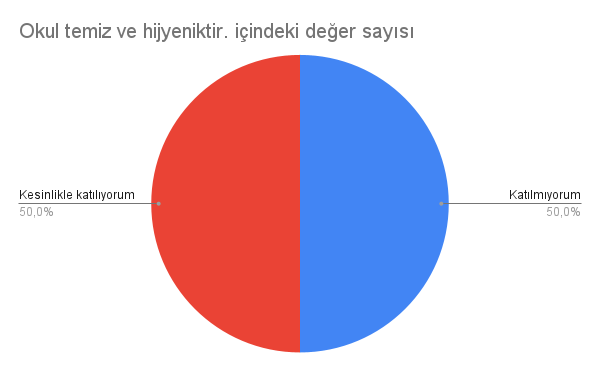 Okul temiz ve hijyeniktir. içindeki değer sayısı
Kesinlikle katılıyorum
50,0%
Katılmıyorum
50,0%